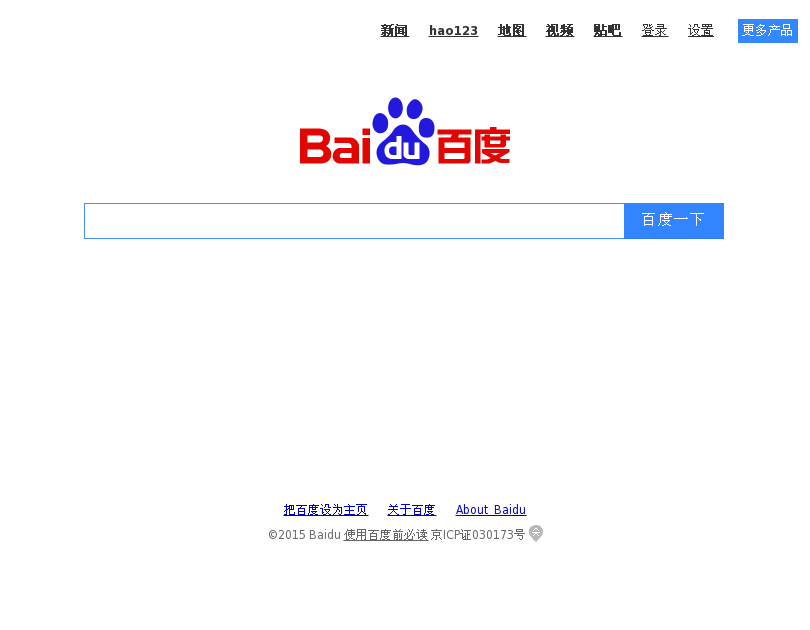 新闻 hao123 地图 视频 贴吧 登录 设置 更多产品
Bai du 百度
百度一下
把百度设为主页 关于百度 About Baidu
©2015 Baidu 使用百度前必读 京ICP证030173号